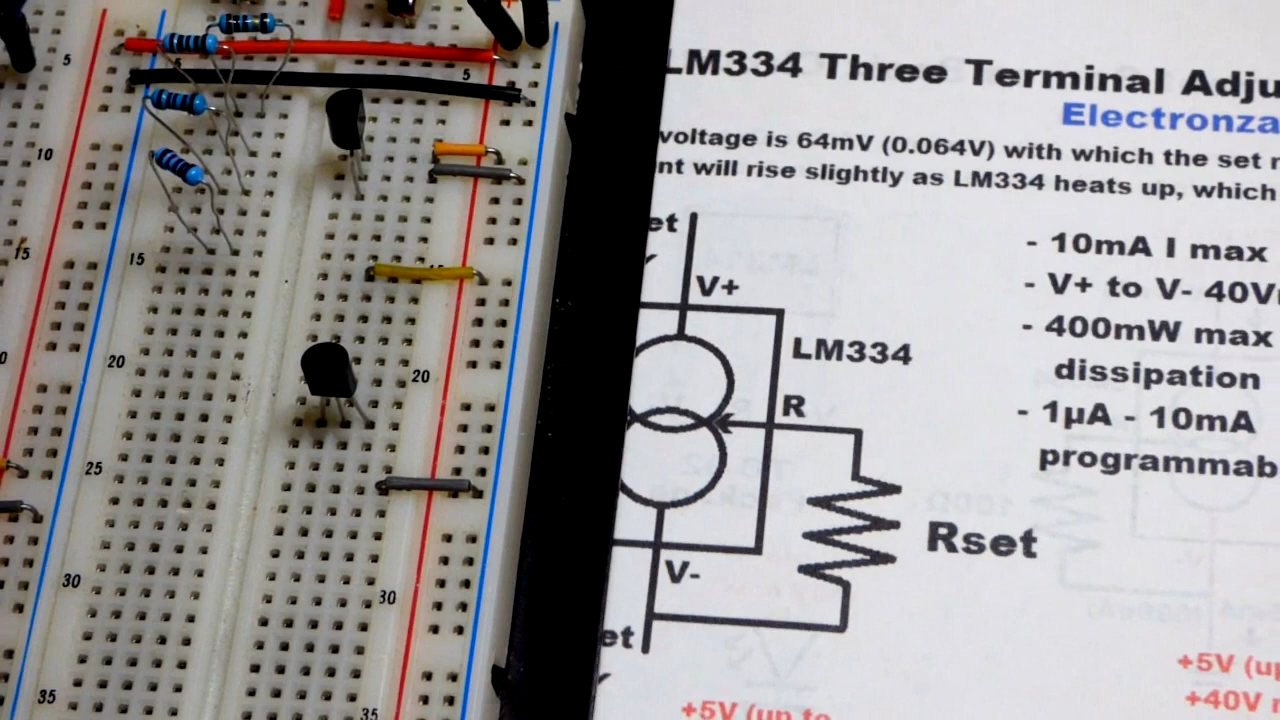 LM334 Three Terminal Adju
Electronza
voltage is 64mV (0.064V) with which the set r
nt will rise slightly as LM334 heats up, which
et
V+
LM334
R
Rset
V-
et
- 10mA I max
- V+ to V- 40V
- 400mW max
dissipation
- 1µA - 10mA
programmab
+5V (up to
+5V (up
+40V
5
5
5
10
15
15
20
20
25
30
30
35
35